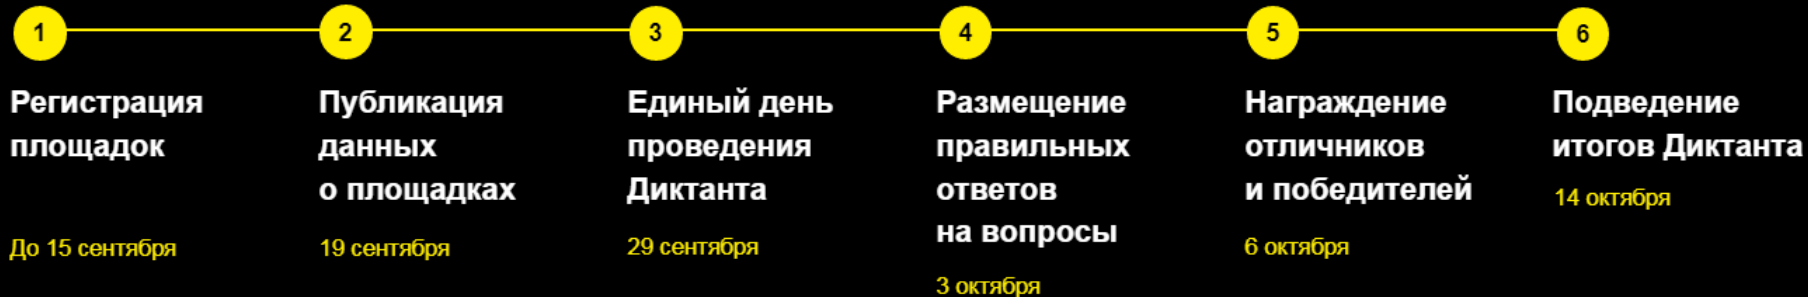 1
Регистрация
площадок
До 15 сентября
2
Публикация
данных
о площадках
19 сентября
3
Единый день
проведения
Диктанта
29 сентября
4
Размещение
правильных
ответов
на вопросы
3 октября
5
Награждение
отличников
и победителей
6 октября
6
Подведение
итогов Диктанта
14 октября